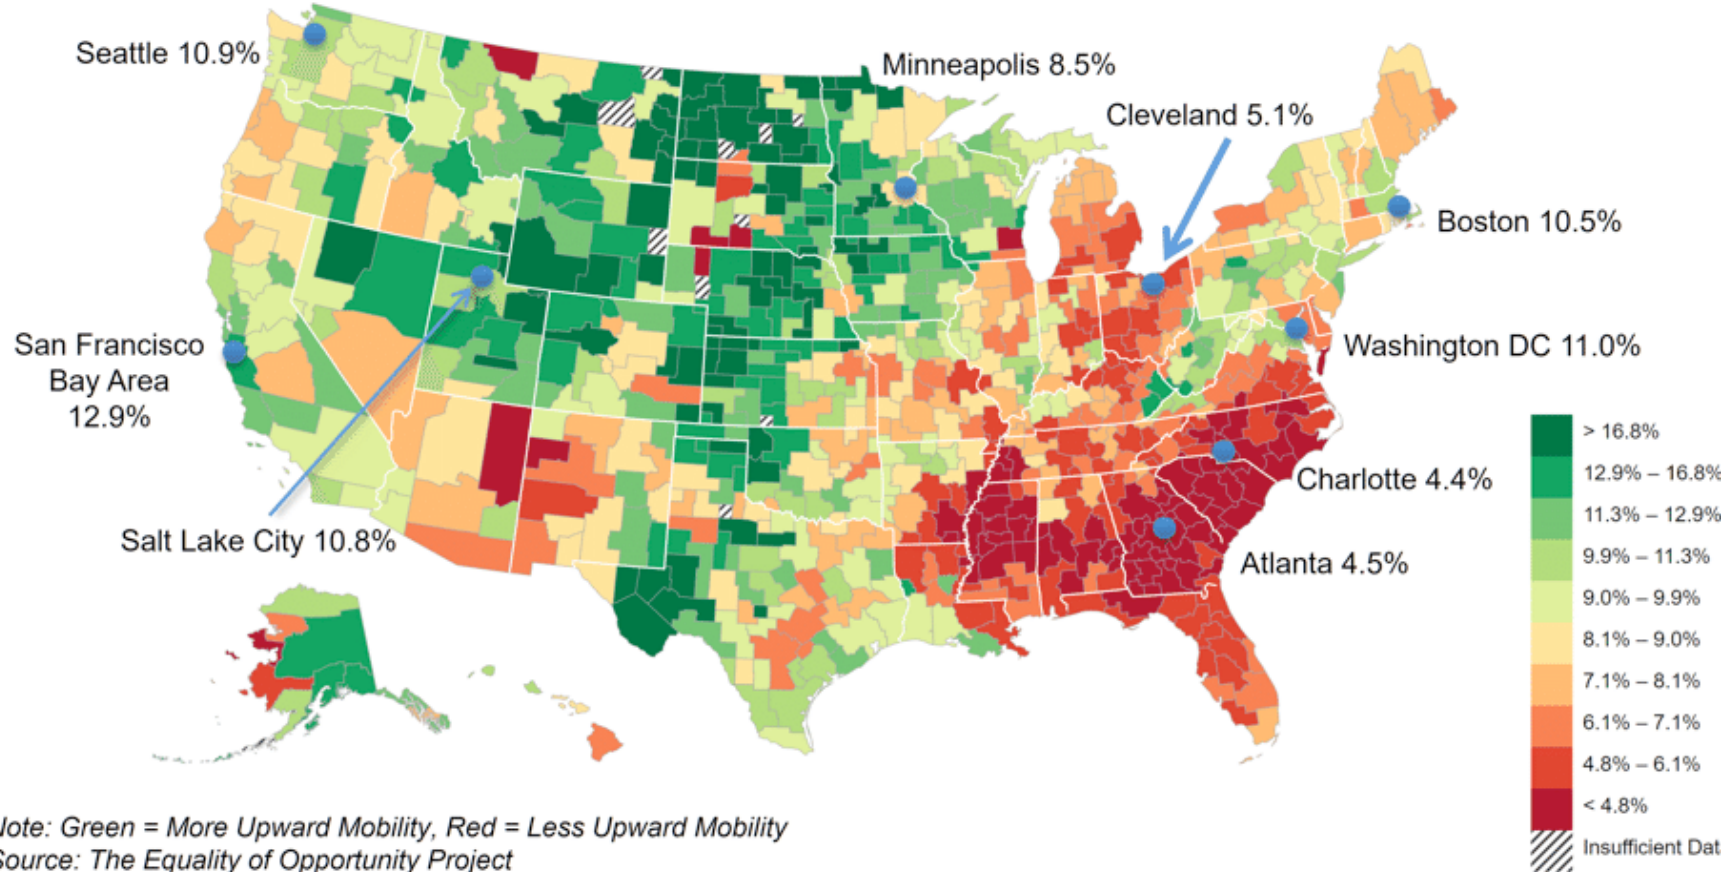 Seattle 10.9%
Minneapolis 8.5%
Cleveland 5.1%
Boston 10.5%
San Francisco
Bay Area
12.9%
Washington DC 11.0%
Salt Lake City 10.8%
Charlotte 4.4%
Atlanta 4.5%
> 16.8%
12.9% – 16.8%
11.3% – 12.9%
9.9% – 11.3%
9.0% – 9.9%
8.1% – 9.0%
7.1% – 8.1%
6.1% – 7.1%
4.8% – 6.1%
< 4.8%
Insufficient Dat
Note: Green = More Upward Mobility, Red = Less Upward Mobility
Source: The Equality of Opportunity Project